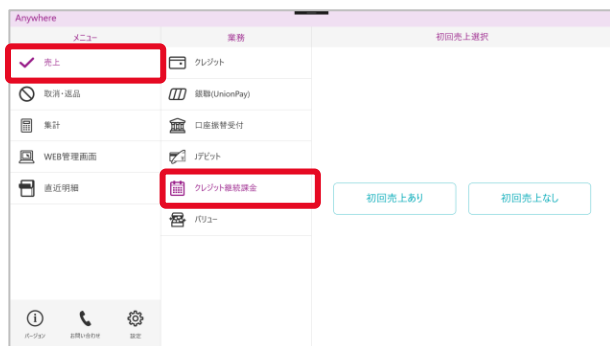 Anywhere
メニュー
業務
初回売上選択
売上
クレジット
取消・返品
銀聯(UnionPay)
集計
口座振替受付
WEB管理画面
Jデビット
直近明細
クレジット継続課金
初回売上あり
初回売上なし
バリュー
バージョン
お問い合わせ
設定